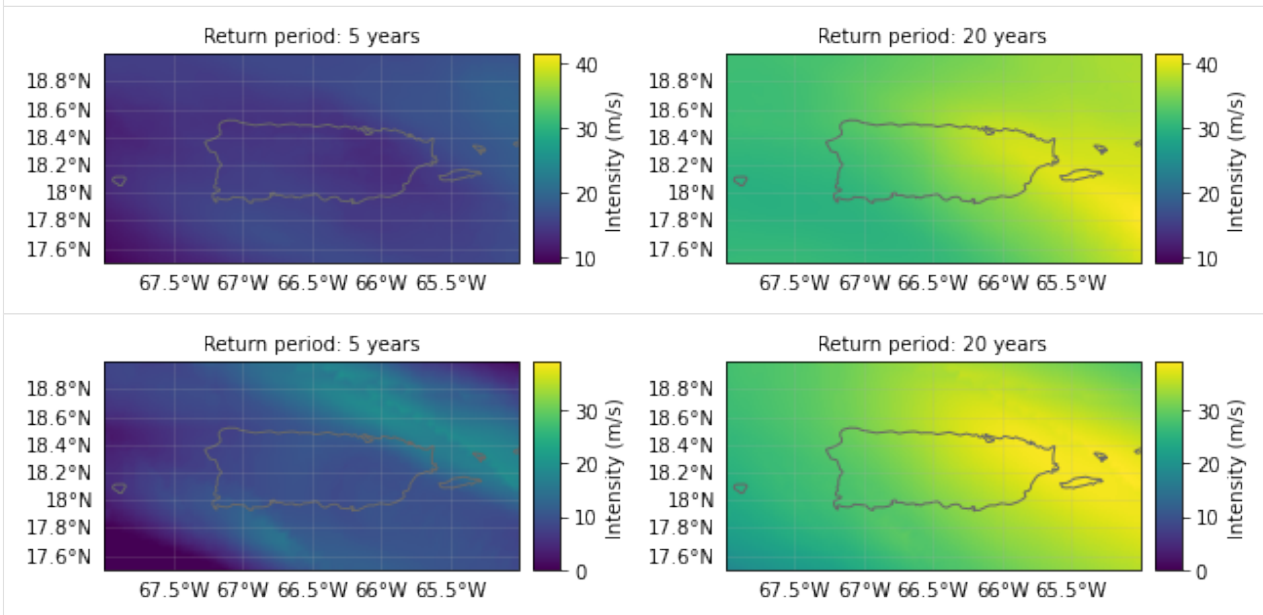 Return period: 5 years
Return period: 20 years
18.8°N
18.6°N
18.4°N
18.2°N
18°N
17.8°N
17.6°N
67.5°W 67°W 66.5°W 66°W 65.5°W
40
30
20
10
Intensity (m/s)
18.8°N
18.6°N
18.4°N
18.2°N
18°N
17.8°N
17.6°N
67.5°W 67°W 66.5°W 66°W 65.5°W
40
30
20
10
Intensity (m/s)
Return period: 5 years
Return period: 20 years
18.8°N
18.6°N
18.4°N
18.2°N
18°N
17.8°N
17.6°N
67.5°W 67°W 66.5°W 66°W 65.5°W
30
20
10
0
Intensity (m/s)
18.8°N
18.6°N
18.4°N
18.2°N
18°N
17.8°N
17.6°N
67.5°W 67°W 66.5°W 66°W 65.5°W
30
20
10
0
Intensity (m/s)